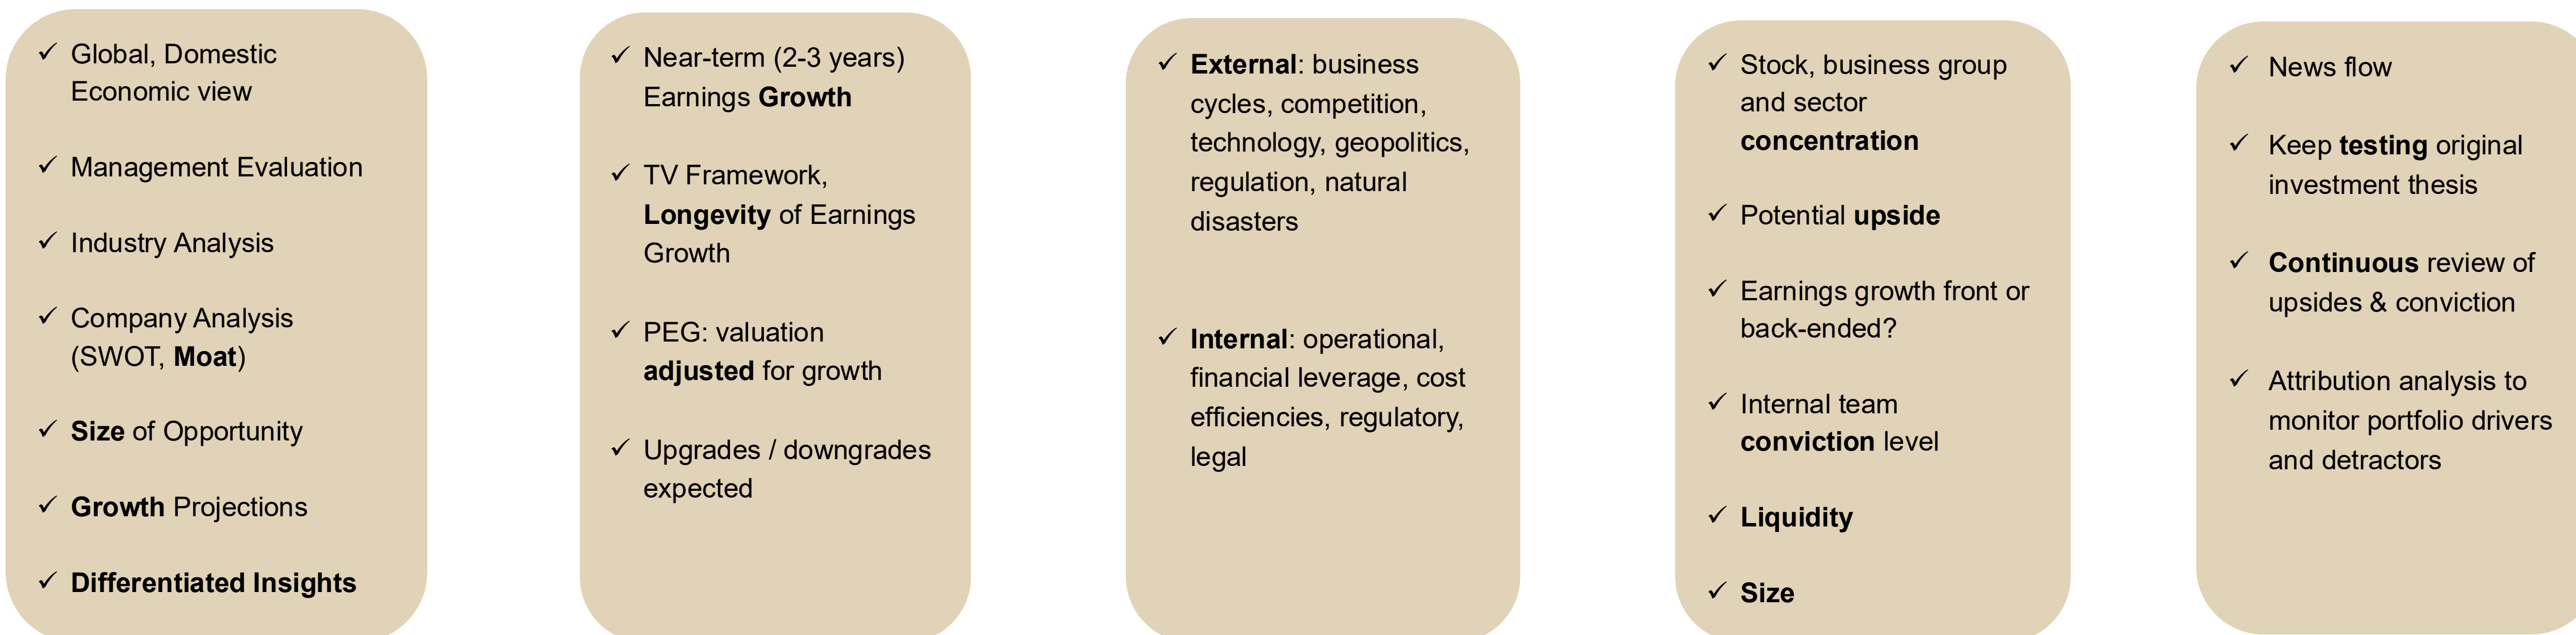 ✓ Global, Domestic
Economic view
✓ Management Evaluation
✓ Industry Analysis
✓ Company Analysis
(SWOT, Moat)
✓ Size of Opportunity
✓ Growth Projections
✓ Differentiated Insights
✓ Near-term (2-3 years)
Earnings Growth
✓ TV Framework,
Longevity of Earnings
Growth
✓ PEG: valuation
adjusted for growth
✓ Upgrades / downgrades
expected
✓ External: business
cycles, competition,
technology, geopolitics,
regulation, natural
disasters
✓ Internal: operational,
financial leverage, cost
efficiencies, regulatory,
legal
✓ Stock, business group
and sector
concentration
✓ Potential upside
✓ Earnings growth front or
back-ended?
✓ Internal team
conviction level
✓ Liquidity
✓ Size
✓ News flow
✓ Keep testing original
investment thesis
✓ Continuous review of
upsides & conviction
✓ Attribution analysis to
monitor portfolio drivers
and detractors